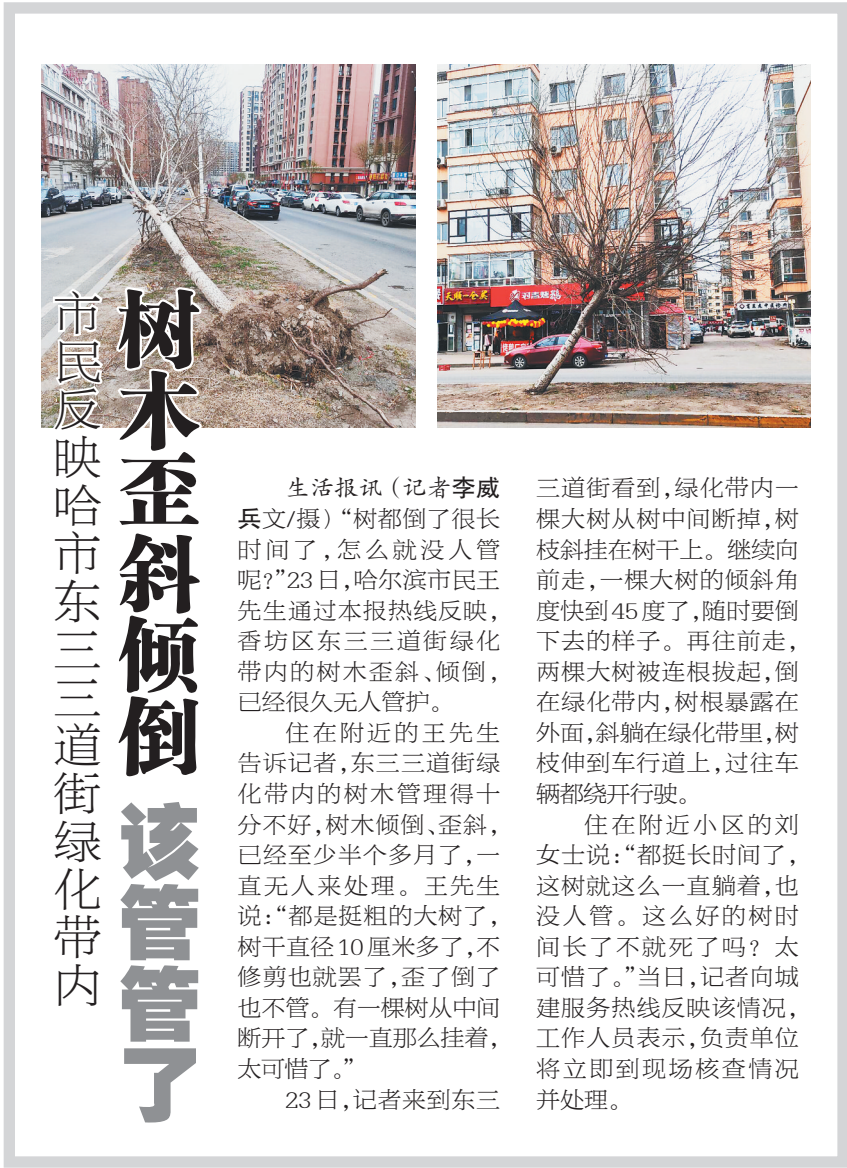 市民反映哈市东三三道街绿化带内
树木歪斜倾倒 该管管了
天顺一全羹
生活报讯（记者李威
兵文/摄）“树都倒了很长
时间了，怎么就没人管
呢？”23日，哈尔滨市民王
先生通过本报热线反映，
香坊区东三三道街绿化
带内的树木歪斜、倾倒，
已经很久无人管护。
住在附近的王先生
告诉记者，东三三道街绿
化带内的树木管理得十
分不好，树木倾倒、歪斜，
已经至少半个多月了，一
直无人来处理。王先生
说：“都是挺粗的大树了，
树干直径10厘米多了，不
修剪也就罢了，歪了倒了
也不管。有一棵树从中间
断开了，就一直那么挂着，
太可惜了。”
23日，记者来到东三
三道街看到，绿化带内一
棵大树从树中间断掉，树
枝斜挂在树干上。继续向
前走，一棵大树的倾斜角
度快到45度了，随时要倒
下去的样子。再往前走，
两棵大树被连根拔起，倒
在绿化带内，树根暴露在
外面，斜躺在绿化带里，树
枝伸到车行道上，过往车
辆都绕开行驶。
住在附近小区的刘
女士说：“都挺长时间了，
这树就这么一直躺着，也
没人管。这么好的树时
间长了不就死了吗？太
可惜了。”当日，记者向城
建服务热线反映该情况，
工作人员表示，负责单位
将立即到现场核查情况
并处理。